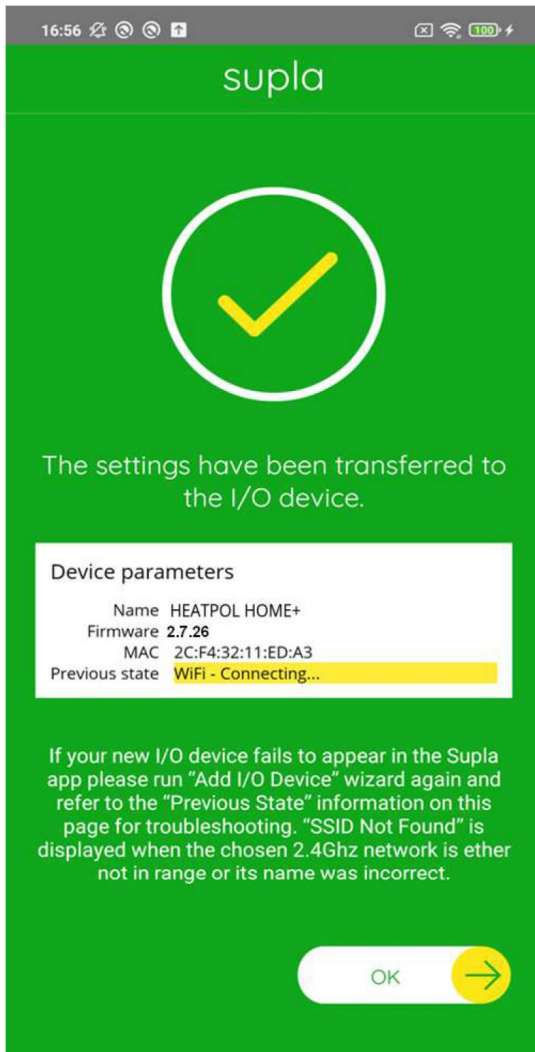 16:56
100
supla
The settings have been transferred to
the I/O device.
Device parameters
Name HEATPOL HOME+
Firmware 2.7.26
MAC 2C:F4:32:11:ED:A3
Previous state WiFi - Connecting...
If your new I/O device fails to appear in the Supla
app please run “Add I/O Device” wizard again and
refer to the “Previous State” information on this
page for troubleshooting. “SSID Not Found” is
displayed when the chosen 2.4Ghz network is ether
not in range or its name was incorrect.
OK